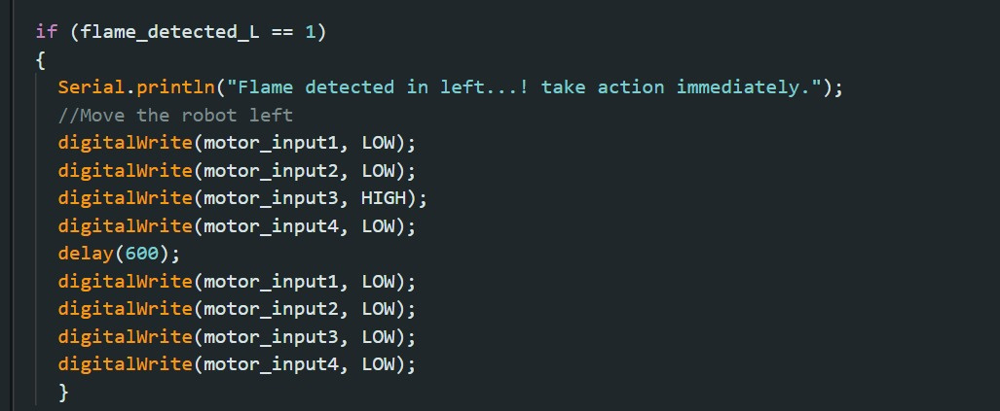 if (flame_detected_L == 1)
{
Serial.println("Flame detected in left...! take action immediately.");
//Move the robot left
digitalWrite(motor_input1, LOW);
digitalWrite(motor_input2, LOW);
digitalWrite(motor_input3, HIGH);
digitalWrite(motor_input4, LOW);
delay(600);
digitalWrite(motor_input1, LOW);
digitalWrite(motor_input2, LOW);
digitalWrite(motor_input3, LOW);
digitalWrite(motor_input4, LOW);
}